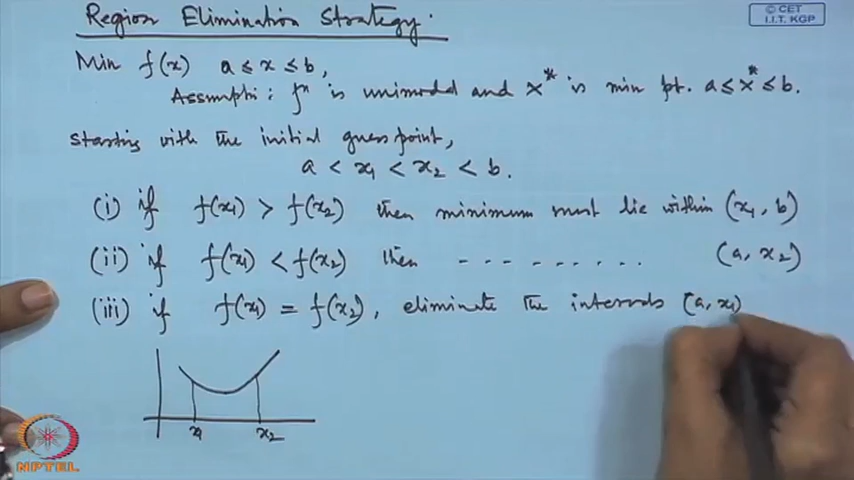 © CET
I.I.T. KGP
Region Elimination Strategy.
Min f(x) a ≤ x ≤ b,
Assumptn: fⁿ is unimodal and x* is min pt. a ≤ x* ≤ b.
starting with the initial guess point,
a < x₁ < x₂ < b.
(i) if f(x₁) > f(x₂) then minimum must lie within (x₁, b)
(ii) if f(x₁) < f(x₂) then - - - - - - - - - (a, x₂)
(iii) if f(x₁) = f(x₂), eliminate the intervals (a, x₁)
x₁ x₂
NPTEL